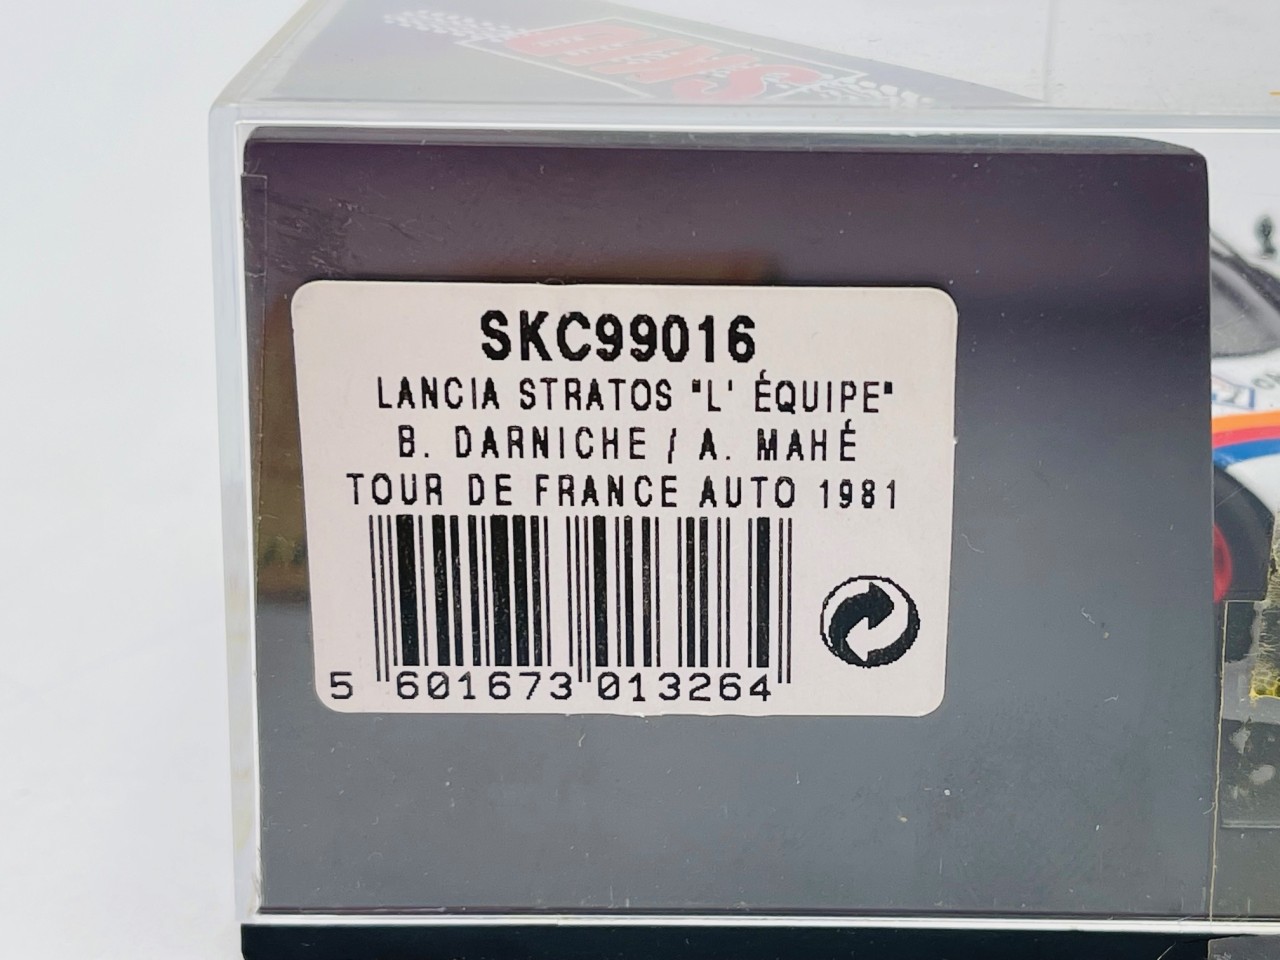 SKC99016
LANCIA STRATOS "L' ÉQUIPE"
B. DARNICHE / A. MAHÉ
TOUR DE FRANCE AUTO 1981
5 601673 013264